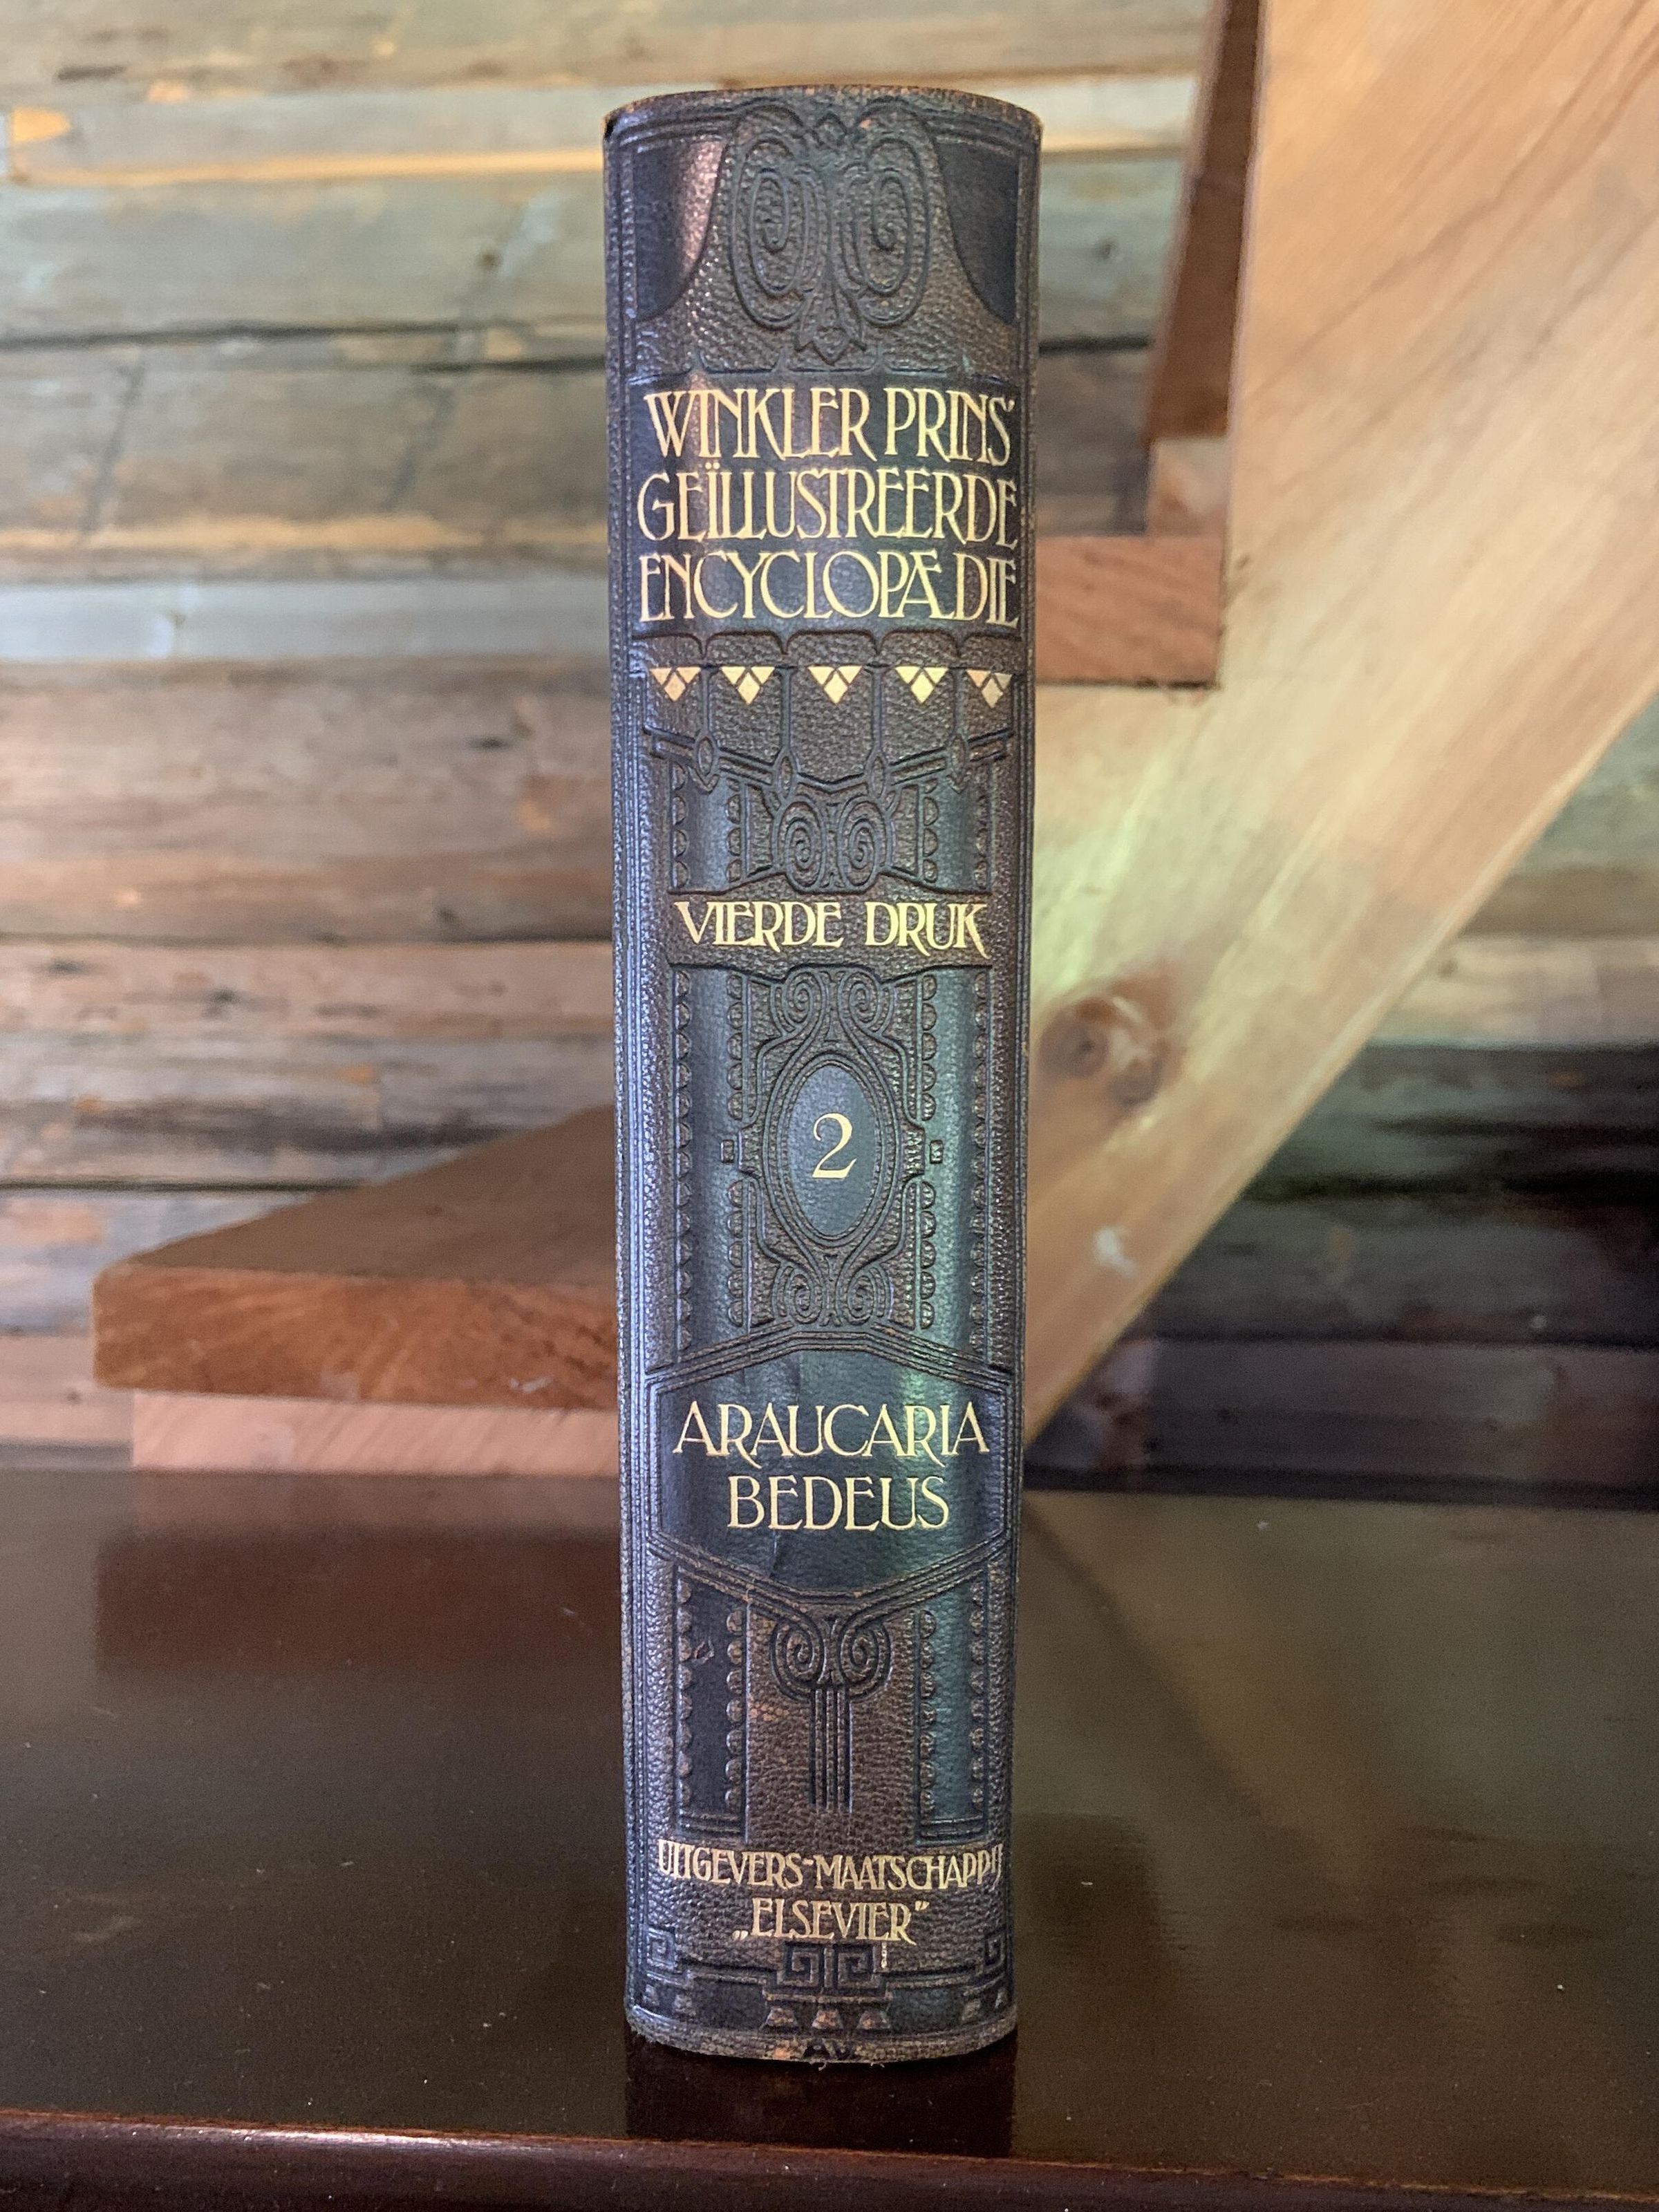 WINKLER PRINS'
GEÏLLUSTREERDE
ENCYCLOPÆDIE
VIERDE DRUK
2
ARAUCARIA
BEDEUS
UITGEVERS-MAATSCHAPPIJ
„ELSEVIER”